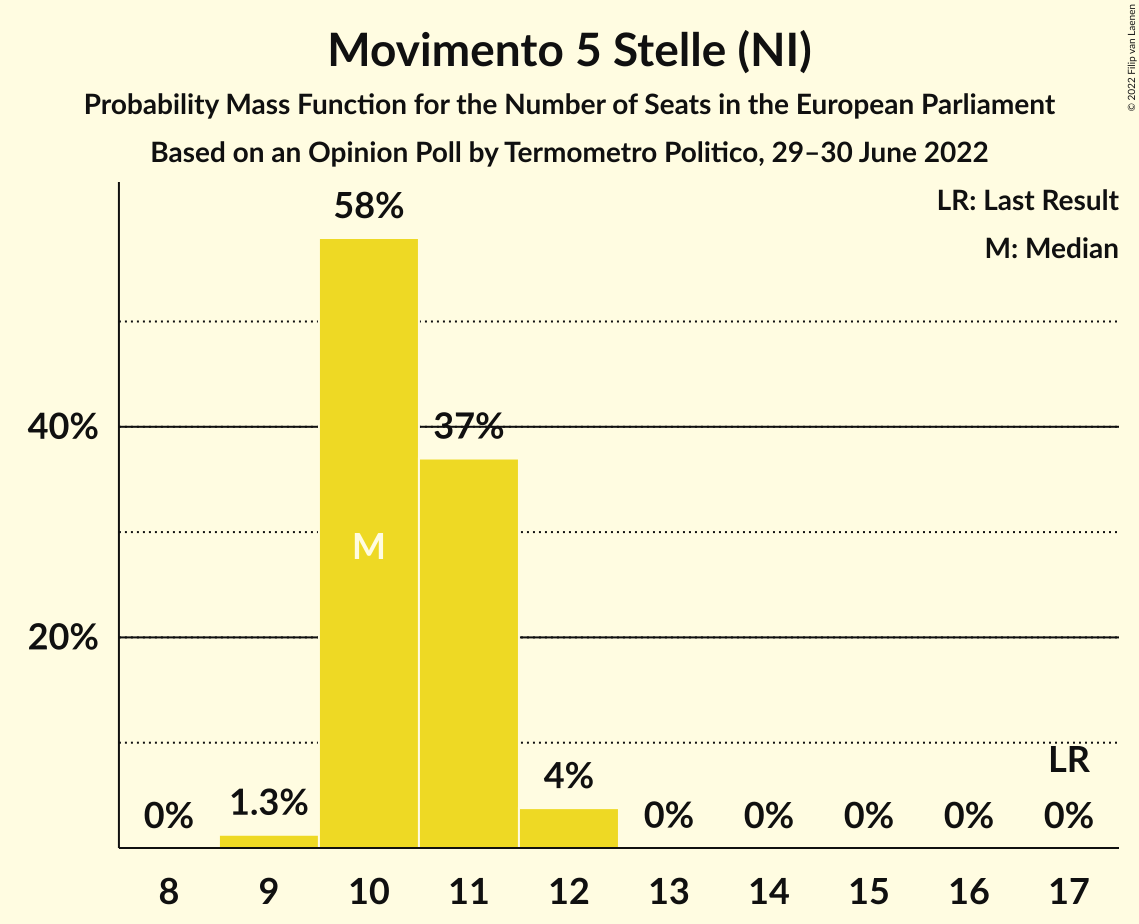 Movimento 5 Stelle (NI)
Probability Mass Function for the Number of Seats in the European Parliament
Based on an Opinion Poll by Termometro Politico, 29–30 June 2022
© 2022 Filip van Laenen
LR: Last Result
M: Median
58%
40%
37%
M
20%
LR
0%
1.3%
4%
0%
0%
0%
0%
0%
8
9
10
11
12
13
14
15
16
17